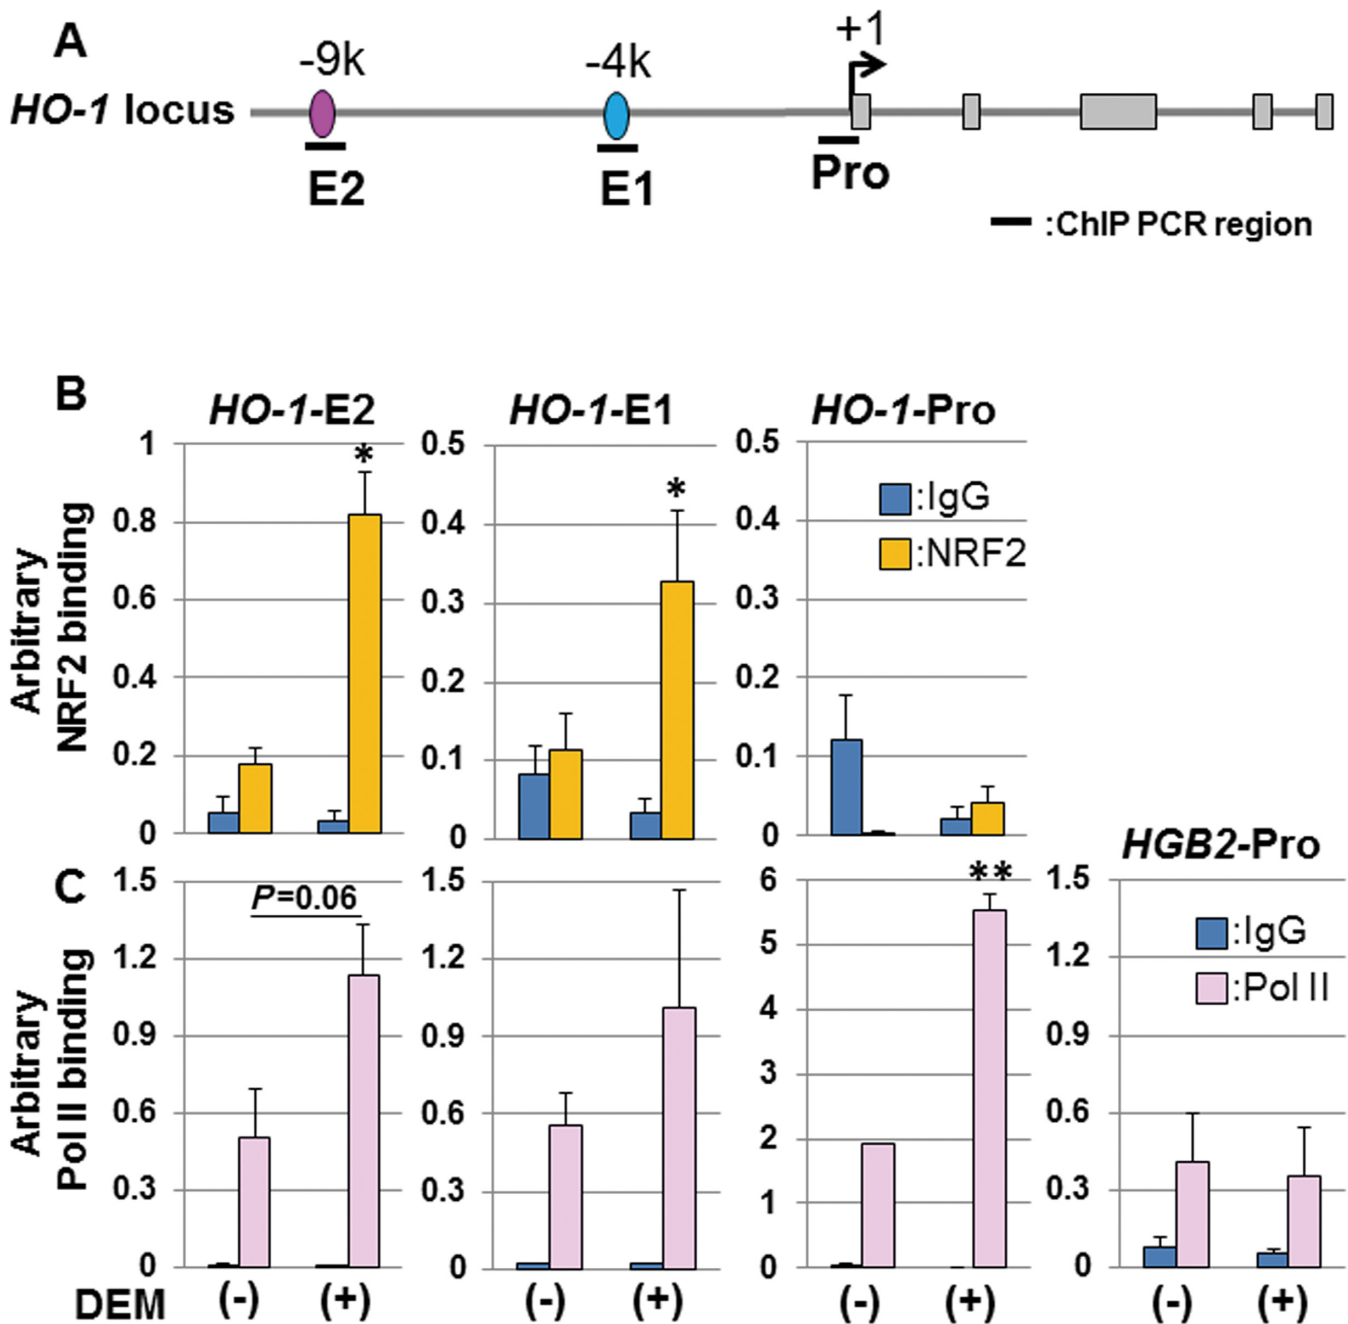 A
-9k
-4k
+1
HO-1 locus
E2
E1
Pro
:ChIP PCR region
B
HO-1-E2
HO-1-E1
HO-1-Pro
Arbitrary
NRF2 binding
1
0.8
0.6
0.4
0.2
0
*
0.5
0.4
0.3
0.2
0.1
0
*
0.5
0.4
0.3
0.2
0.1
0
:IgG
:NRF2
C
HGB2-Pro
Arbitrary
Pol II binding
1.5
1.2
0.9
0.6
0.3
0
P=0.06
1.5
1.2
0.9
0.6
0.3
0
6
5
4
3
2
1
0
**
1.5
1.2
0.9
0.6
0.3
0
:IgG
:Pol II
DEM (-) (+) (-) (+) (-) (+) (-) (+)